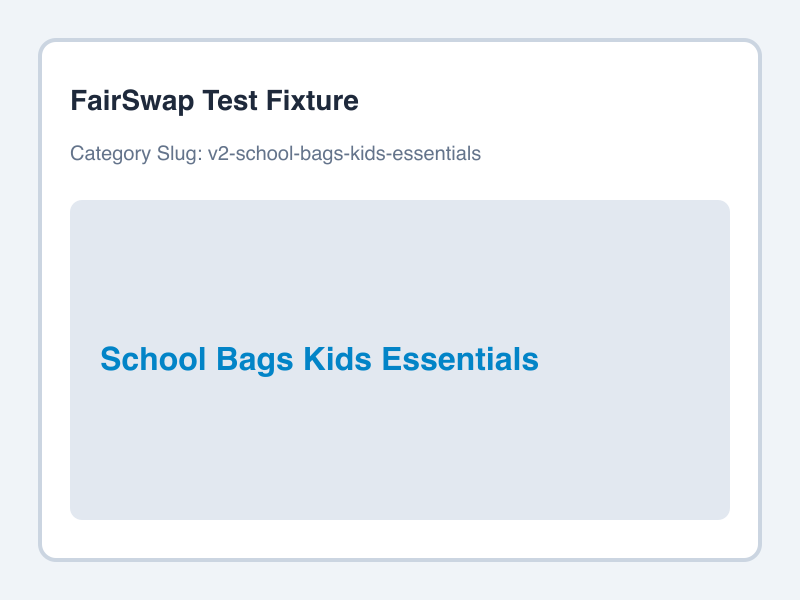 FairSwap Test Fixture
Category Slug: v2-school-bags-kids-essentials
School Bags Kids Essentials